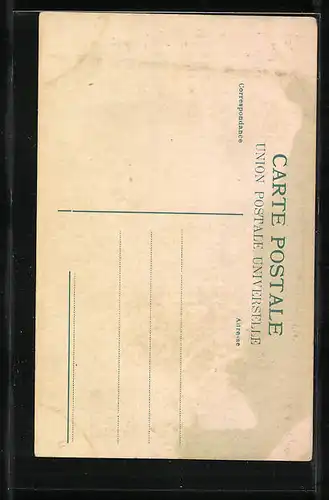 CARTE POSTALE
UNION POSTALE UNIVERSELLE
Correspondance
Adresse